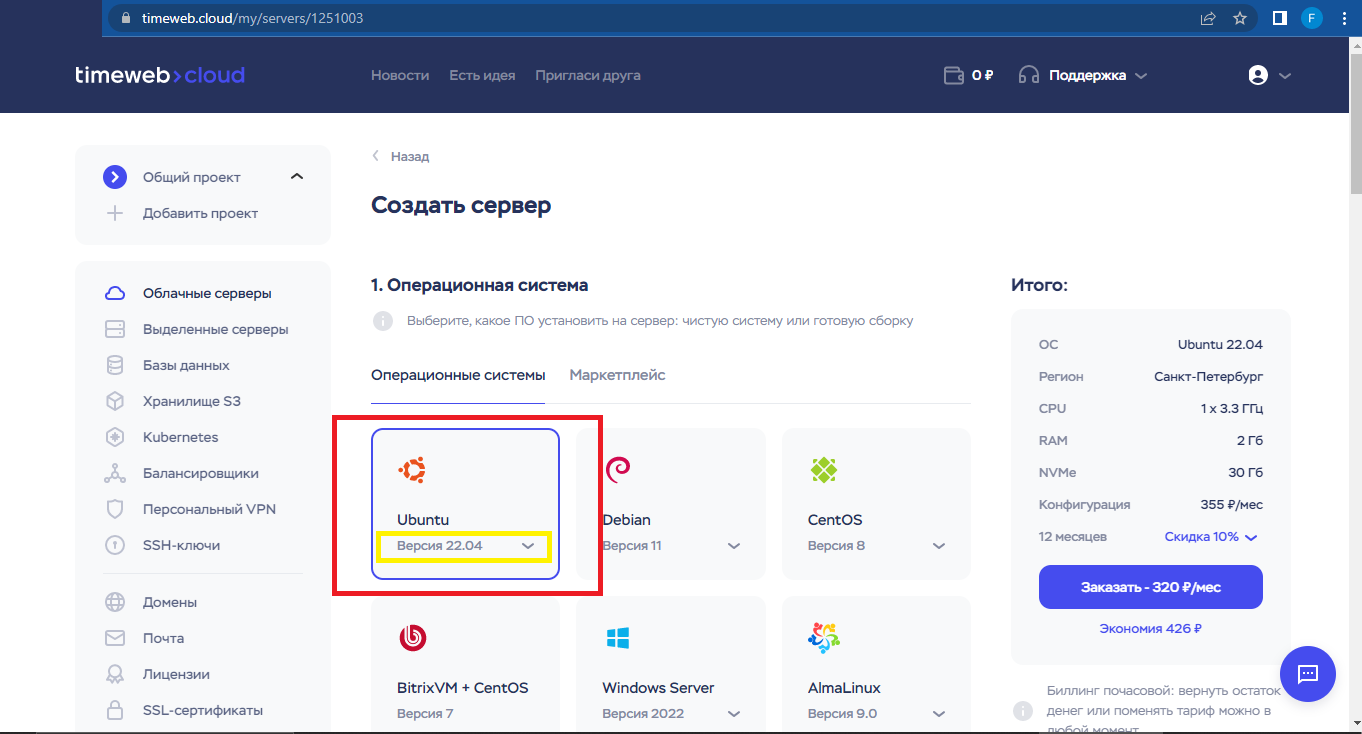 timeweb.cloud/my/servers/1251003
F
timeweb>cloud
Новости
Есть идея
Пригласи друга
0 ₽
Поддержка
Общий проект
Добавить проект
Облачные серверы
Выделенные серверы
Базы данных
Хранилище S3
Kubernetes
Балансировщики
Персональный VPN
SSH-ключи
Домены
Почта
Лицензии
SSL-сертификаты
Назад
Создать сервер
1. Операционная система
Выберите, какое ПО установить на сервер: чистую систему или готовую сборку
Операционные системы
Маркетплейс
Ubuntu
Версия 22.04
Debian
Версия 11
CentOS
Версия 8
BitrixVM + CentOS
Версия 7
Windows Server
Версия 2022
AlmaLinux
Версия 9.0
Итого:
ОС
Ubuntu 22.04
Регион
Санкт-Петербург
CPU
1 x 3.3 ГГц
RAM
2 Гб
NVMe
30 Гб
Конфигурация
355 ₽/мес
12 месяцев
Скидка 10%
Заказать - 320 ₽/мес
Экономия 426 ₽
Биллинг почасовой: вернуть остаток
денег или поменять тариф можно в
любой момент